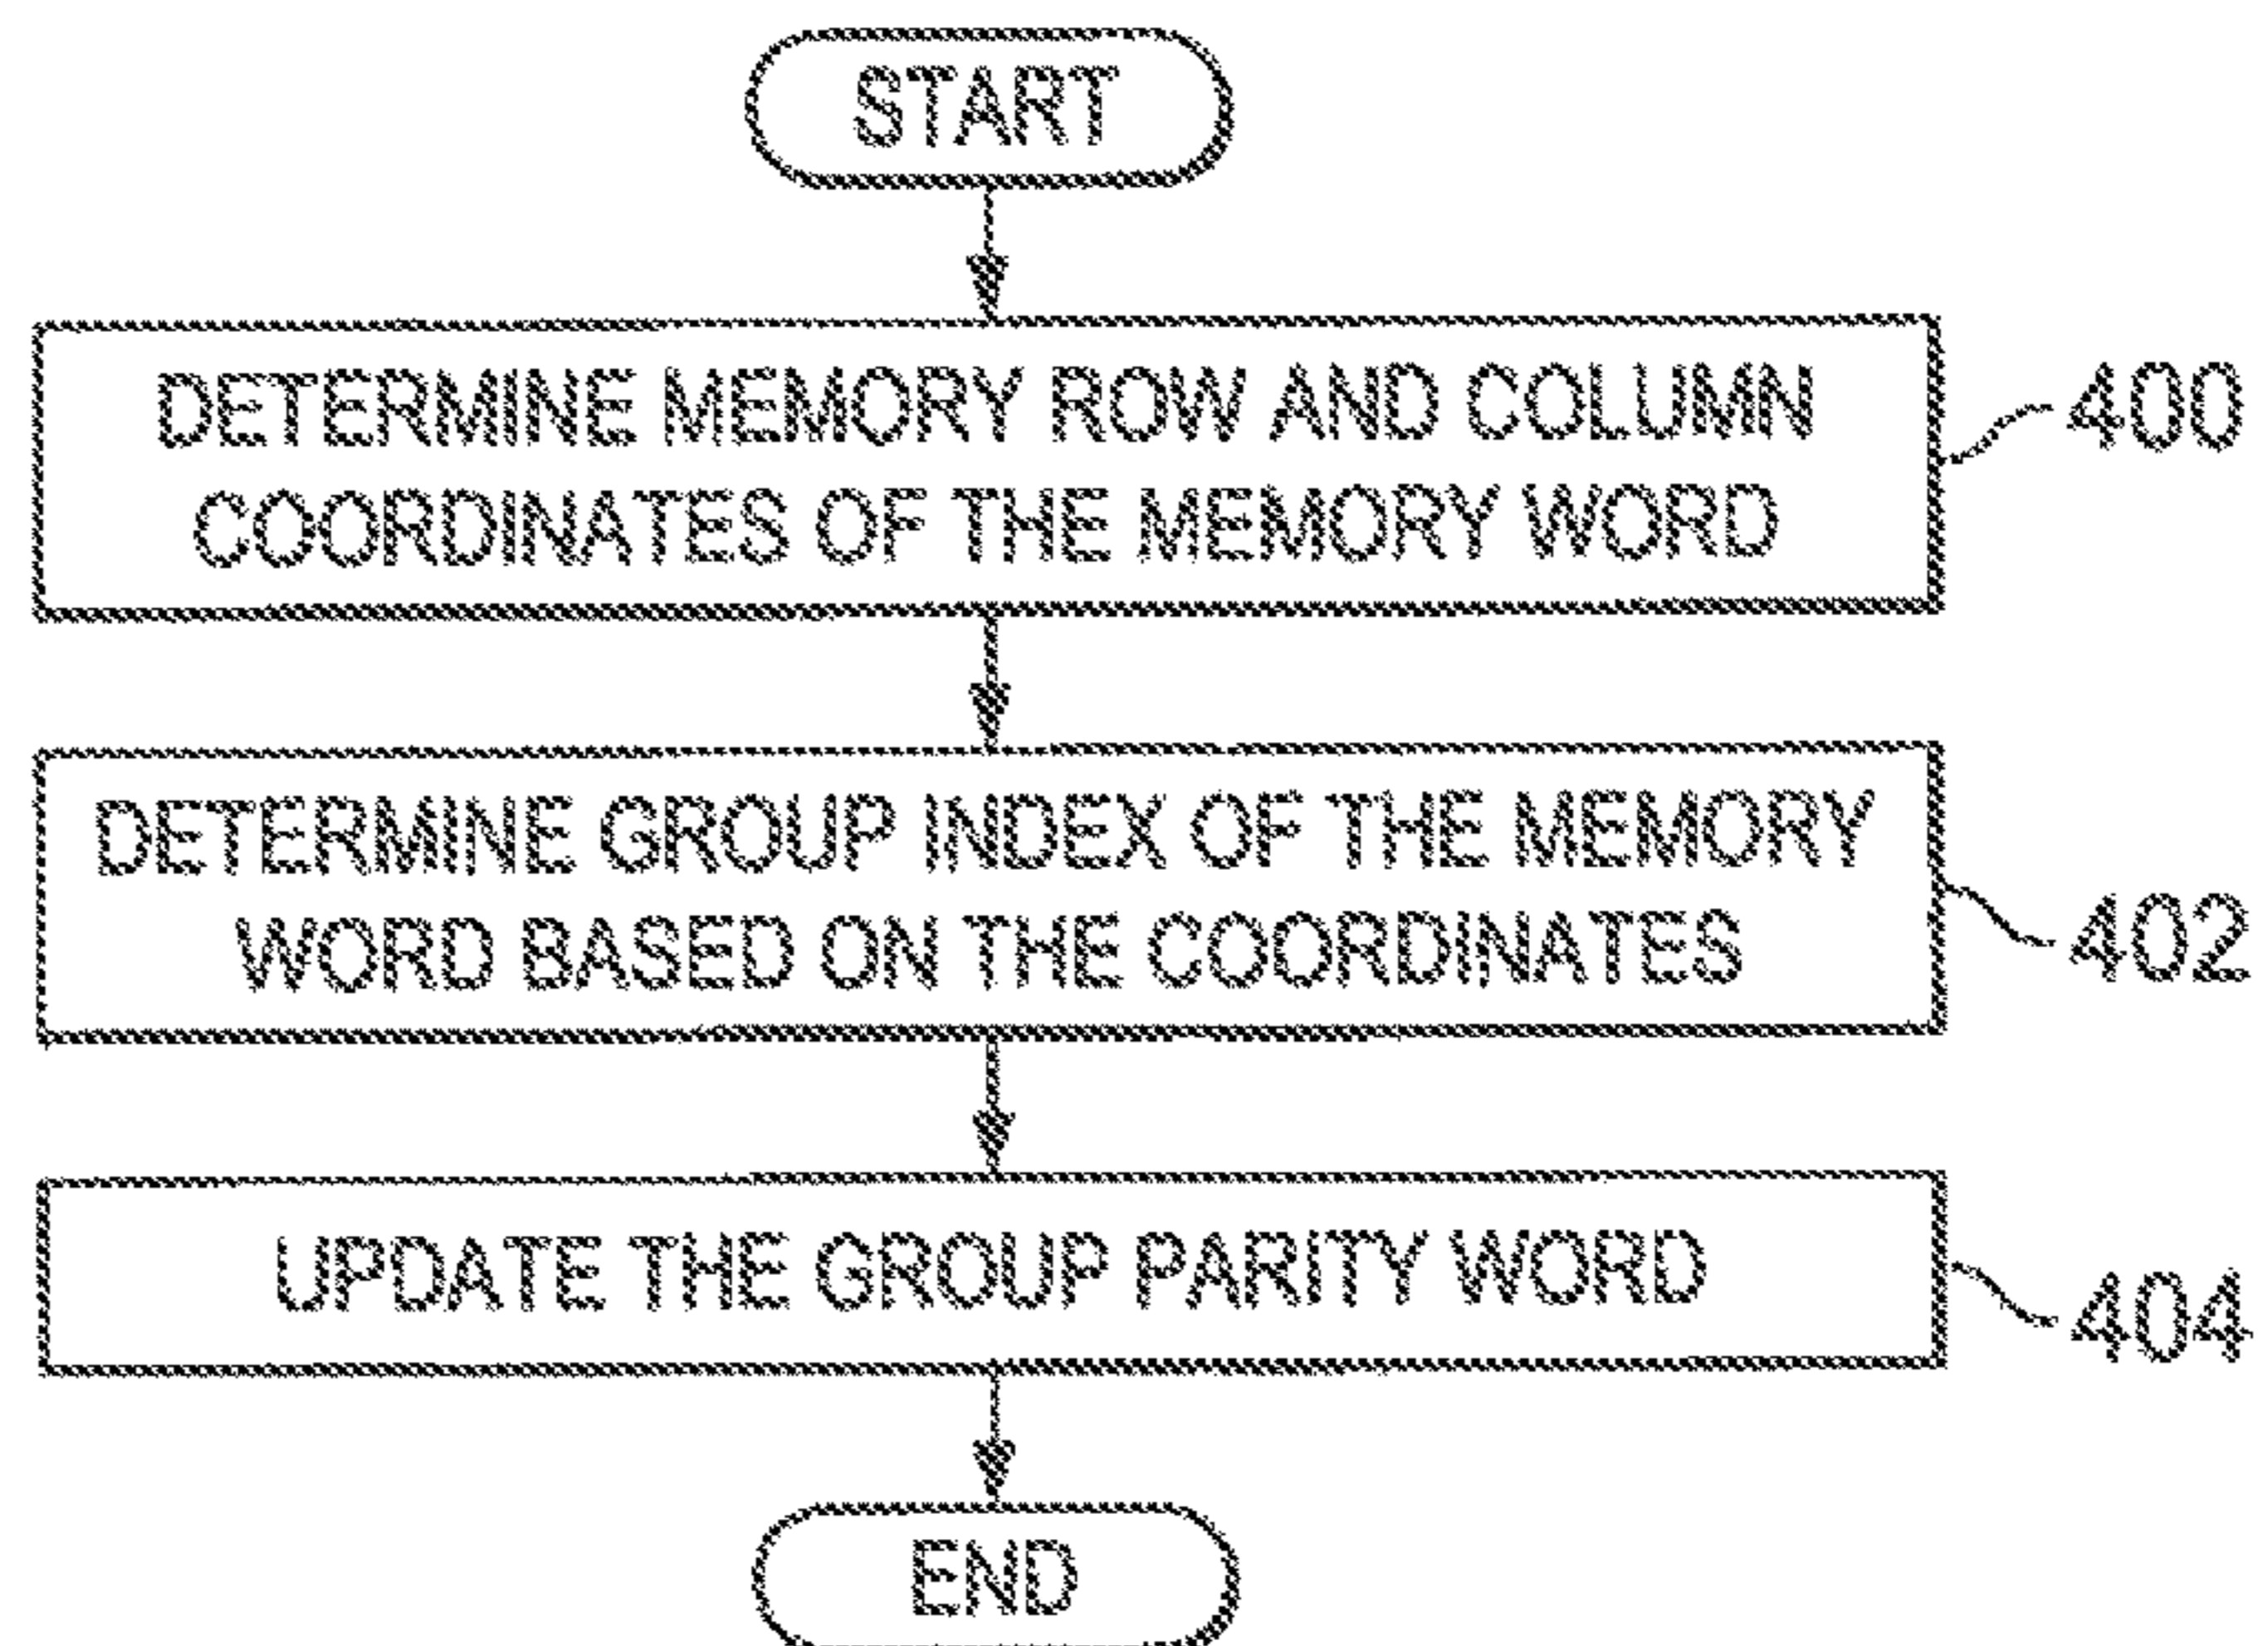 START
DETERMINE MEMORY ROW AND COLUMN
COORDINATES OF THE MEMORY WORD
400
DETERMINE GROUP INDEX OF THE MEMORY
WORD BASED ON THE COORDINATES
402
UPDATE THE GROUP PARITY WORD
404
END